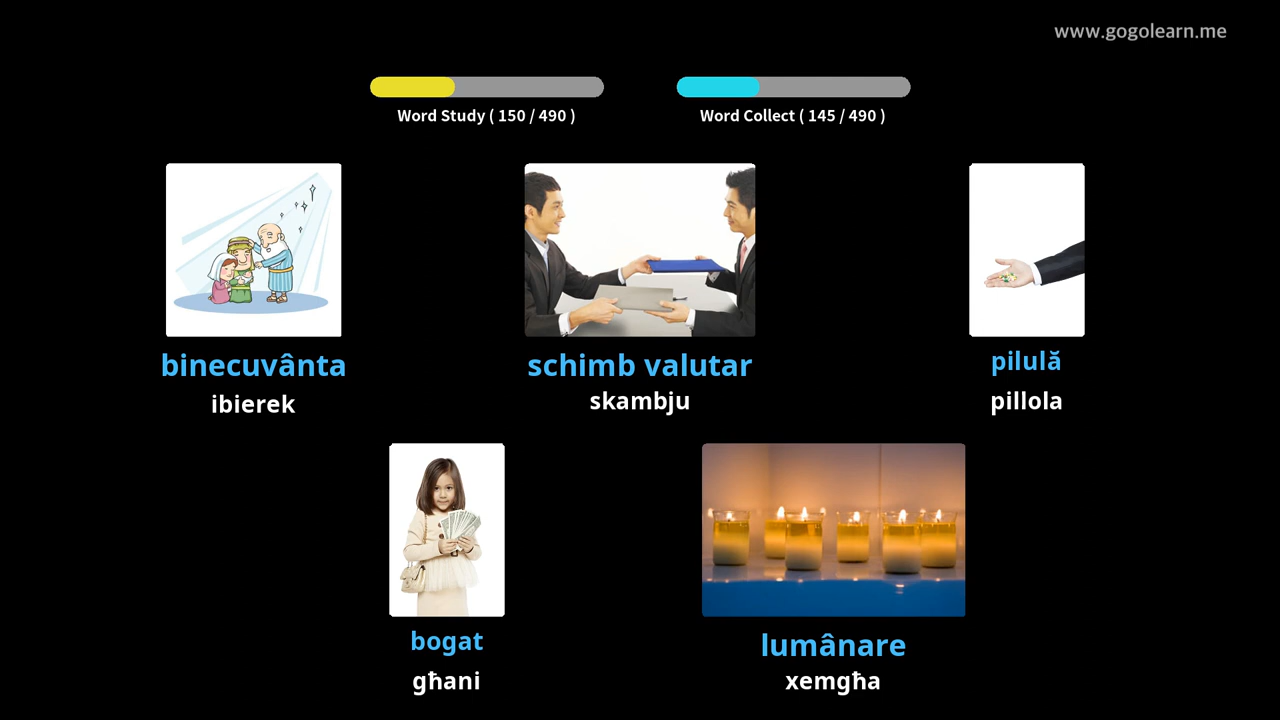 www.gogolearn.me
Word Study ( 150 / 490 )
Word Collect ( 145 / 490 )
binecuvânta
ibierek
schimb valutar
skambju
pilulă
pillola
bogat
għani
lumânare
xemgħa